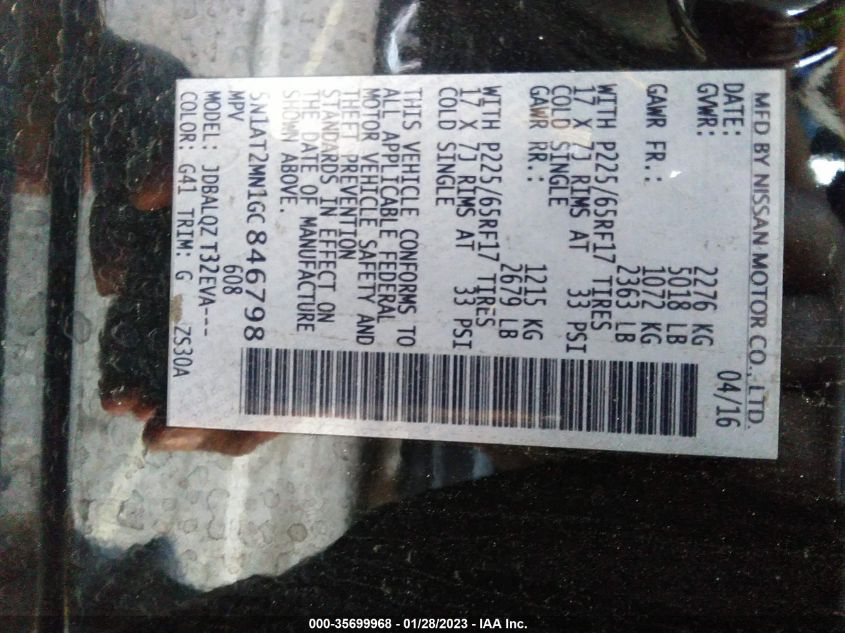 MFD BY NISSAN MOTOR CO., LTD.
DATE: 04/16
GVWR: 2276 KG
5018 LB
GAWR FR.: 1072 KG
2363 LB
WITH P225/65RF17 TIRES
17 X 7J RIMS AT 33 PSI
COLD SINGLE
GAWR RR.: 1215 KG
2679 LB
WITH P225/65RF17 TIRES
17 X 7J RIMS AT 33 PSI
COLD SINGLE
THIS VEHICLE CONFORMS TO
ALL APPLICABLE FEDERAL
MOTOR VEHICLE SAFETY AND
THEFT PREVENTION
STANDARDS IN EFFECT ON
THE DATE OF MANUFACTURE
SHOWN ABOVE.
5N1AT2MN1GC846798
MPV 608
MODEL: JDBALQZ T32EVA---
COLOR: G41 TRIM: G ZS30A
000-35699968 - 01/28/2023 - IAA Inc.